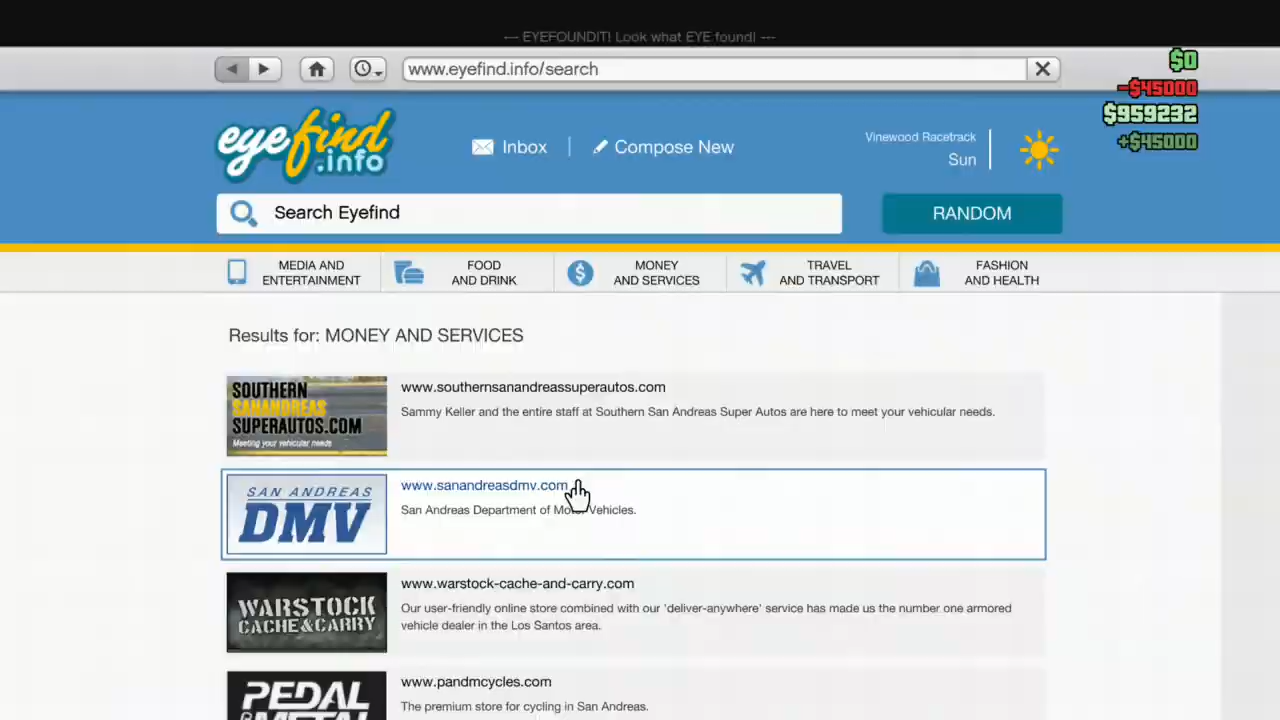 — EYEFOUNDIT! Look what EYE found! —
www.eyefind.info/search
$0
-$45000
$959232
+$45000
eyefind
.info
Inbox
Compose New
Vinewood Racetrack
Sun
Search Eyefind
RANDOM
MEDIA AND
ENTERTAINMENT
FOOD
AND DRINK
MONEY
AND SERVICES
TRAVEL
AND TRANSPORT
FASHION
AND HEALTH
Results for: MONEY AND SERVICES
SOUTHERN
SANANDREAS
SUPERAUTOS.COM
Meeting your vehicular needs
www.southernsanandreassuperautos.com
Sammy Keller and the entire staff at Southern San Andreas Super Autos are here to meet your vehicular needs.
SAN ANDREAS
DMV
www.sanandreasdmv.com
San Andreas Department of Motor Vehicles.
WARSTOCK
CACHE&CARRY
www.warstock-cache-and-carry.com
Our user-friendly online store combined with our 'deliver-anywhere' service has made us the number one armored
vehicle dealer in the Los Santos area.
PEDAL
&METAL
www.pandmcycles.com
The premium store for cycling in San Andreas.